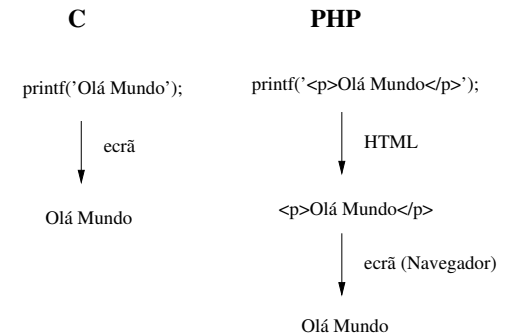 C
printf('Olá Mundo');
ecrã
Olá Mundo
PHP
printf('<p>Olá Mundo</p>');
HTML
<p>Olá Mundo</p>
ecrã (Navegador)
Olá Mundo